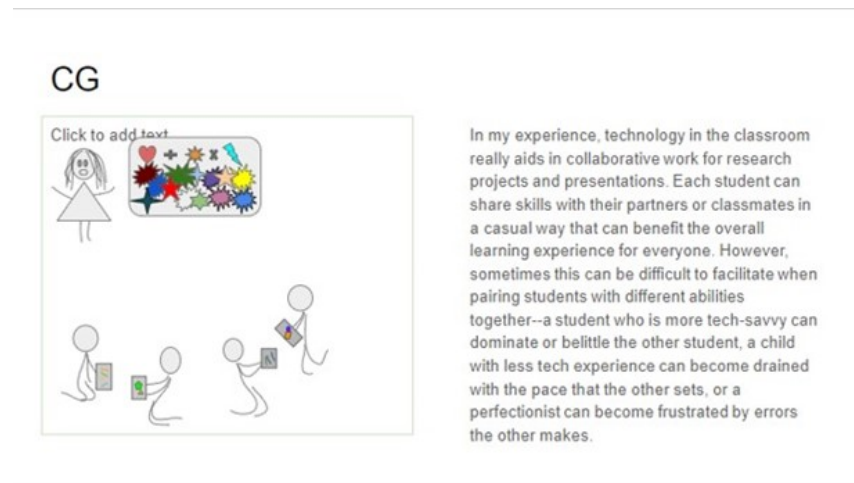 CG
Click to add text
In my experience, technology in the classroom
really aids in collaborative work for research
projects and presentations. Each student can
share skills with their partners or classmates in
a casual way that can benefit the overall
learning experience for everyone. However,
sometimes this can be difficult to facilitate when
pairing students with different abilities
together--a student who is more tech-savvy can
dominate or belittle the other student, a child
with less tech experience can become drained
with the pace that the other sets, or a
perfectionist can become frustrated by errors
the other makes.